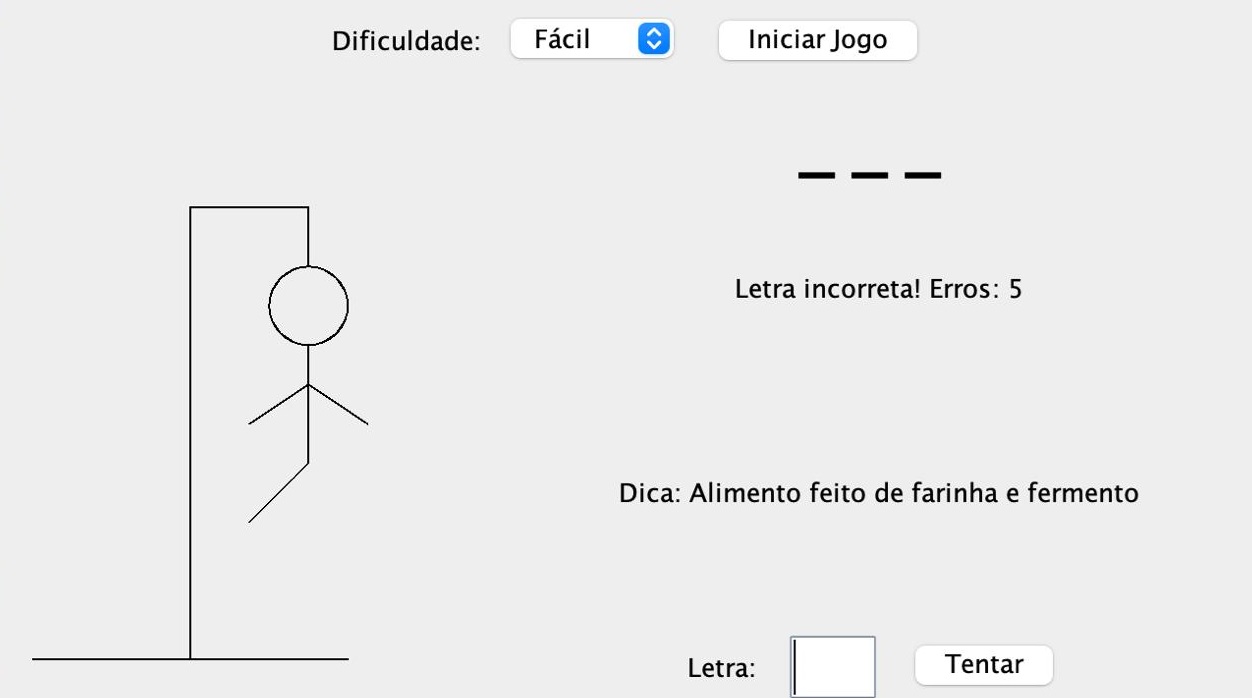 Dificuldade: Fácil Iniciar Jogo
_ _ _
Letra incorreta! Erros: 5
Dica: Alimento feito de farinha e fermento
Letra: Tentar